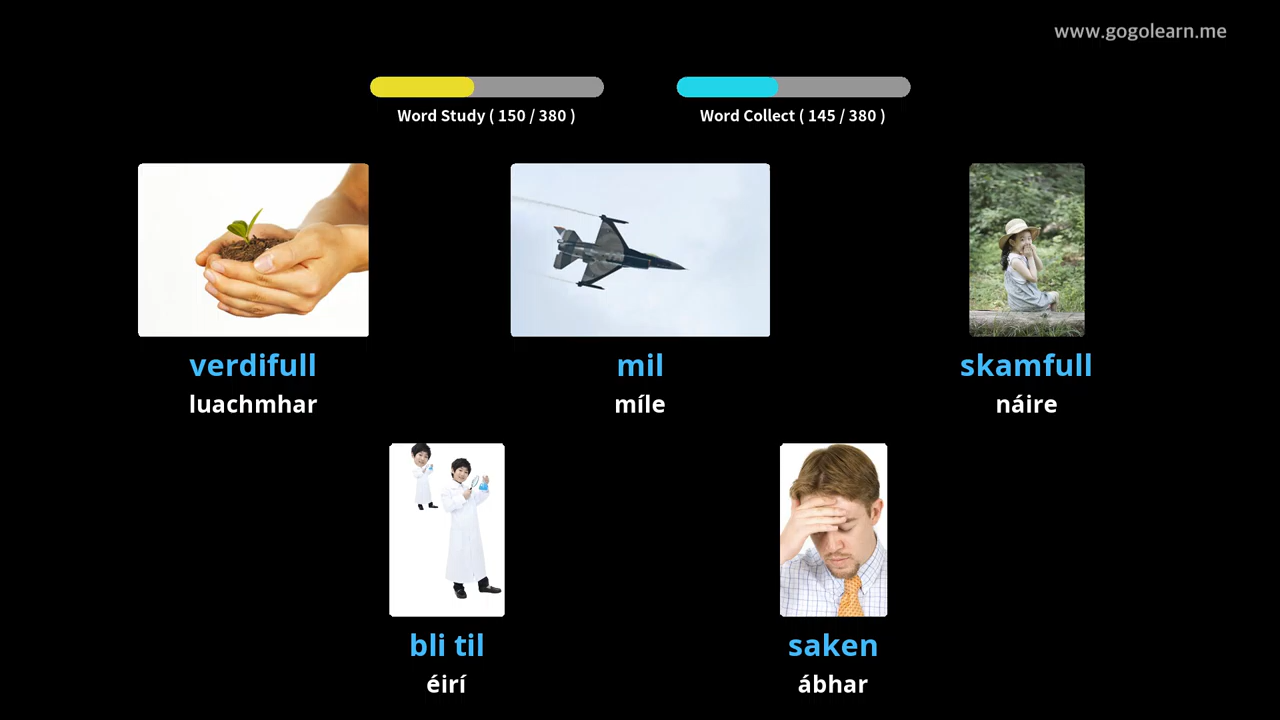 www.gogolearn.me
Word Study ( 150 / 380 )
Word Collect ( 145 / 380 )
verdifull
luachmhar
mil
míle
skamfull
náire
bli til
éirí
saken
ábhar